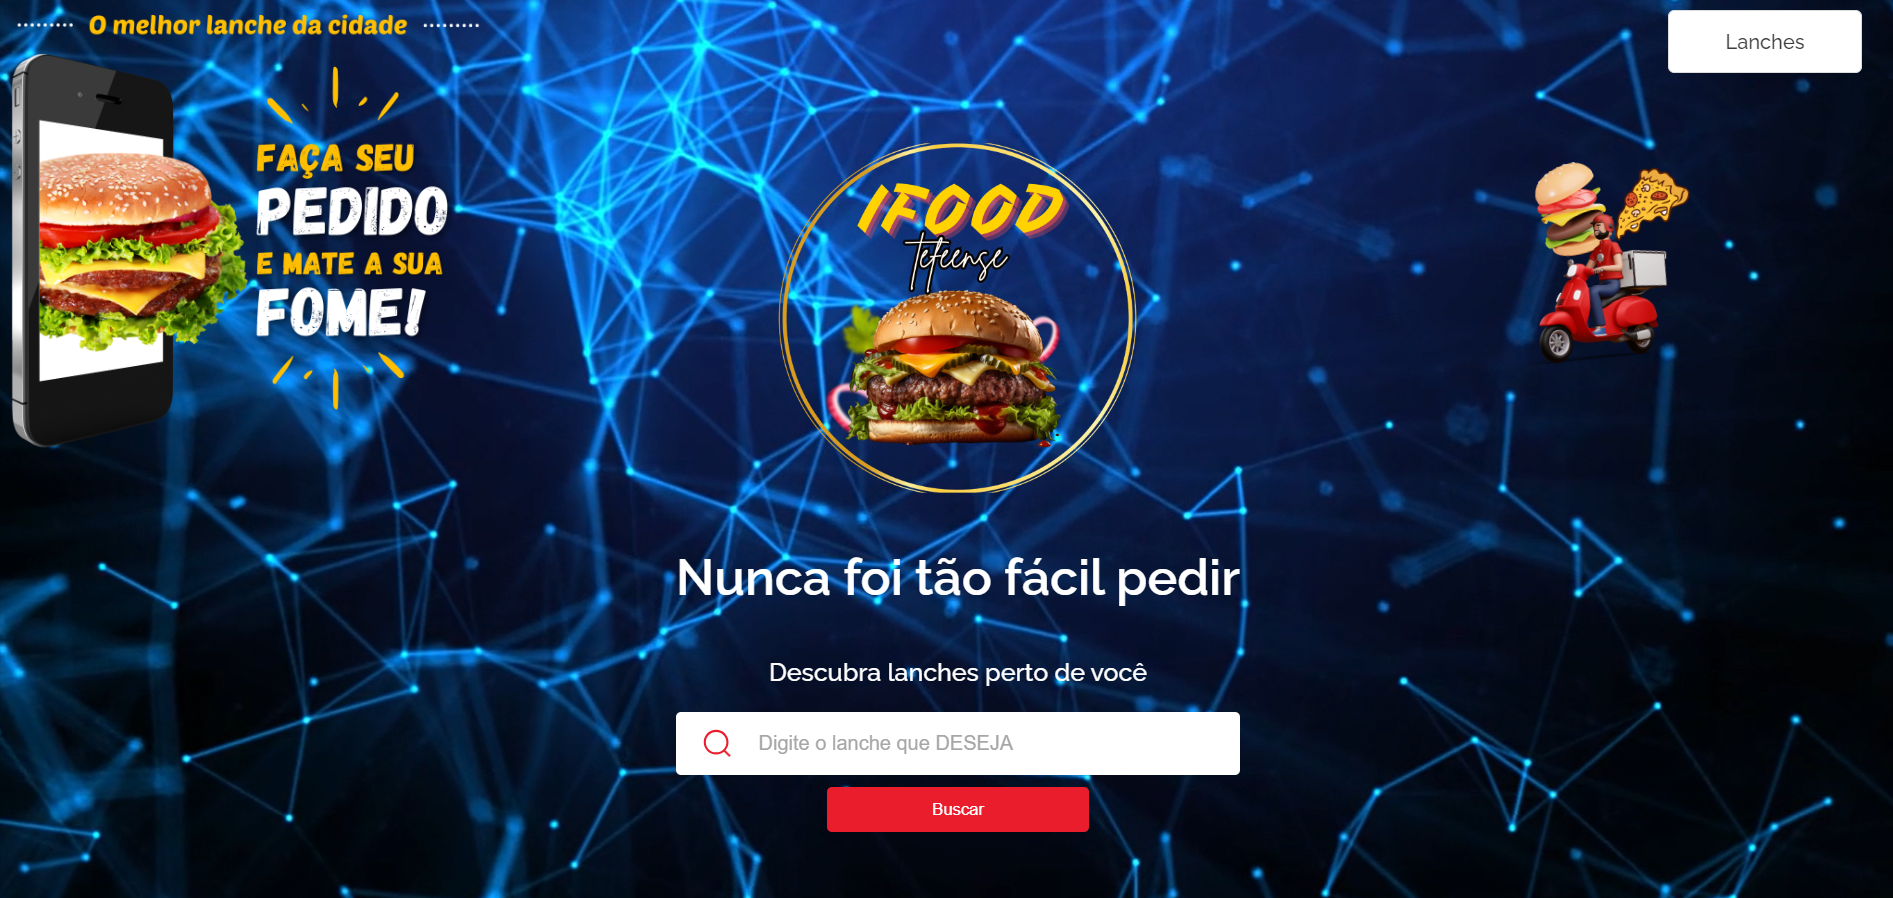 O melhor lanche da cidade
Lanches
FAÇA SEU
PEDIDO
E MATE A SUA
FOME!
IFOOD
Tefeense
Nunca foi tão fácil pedir
Descubra lanches perto de você
Digite o lanche que DESEJA
Buscar